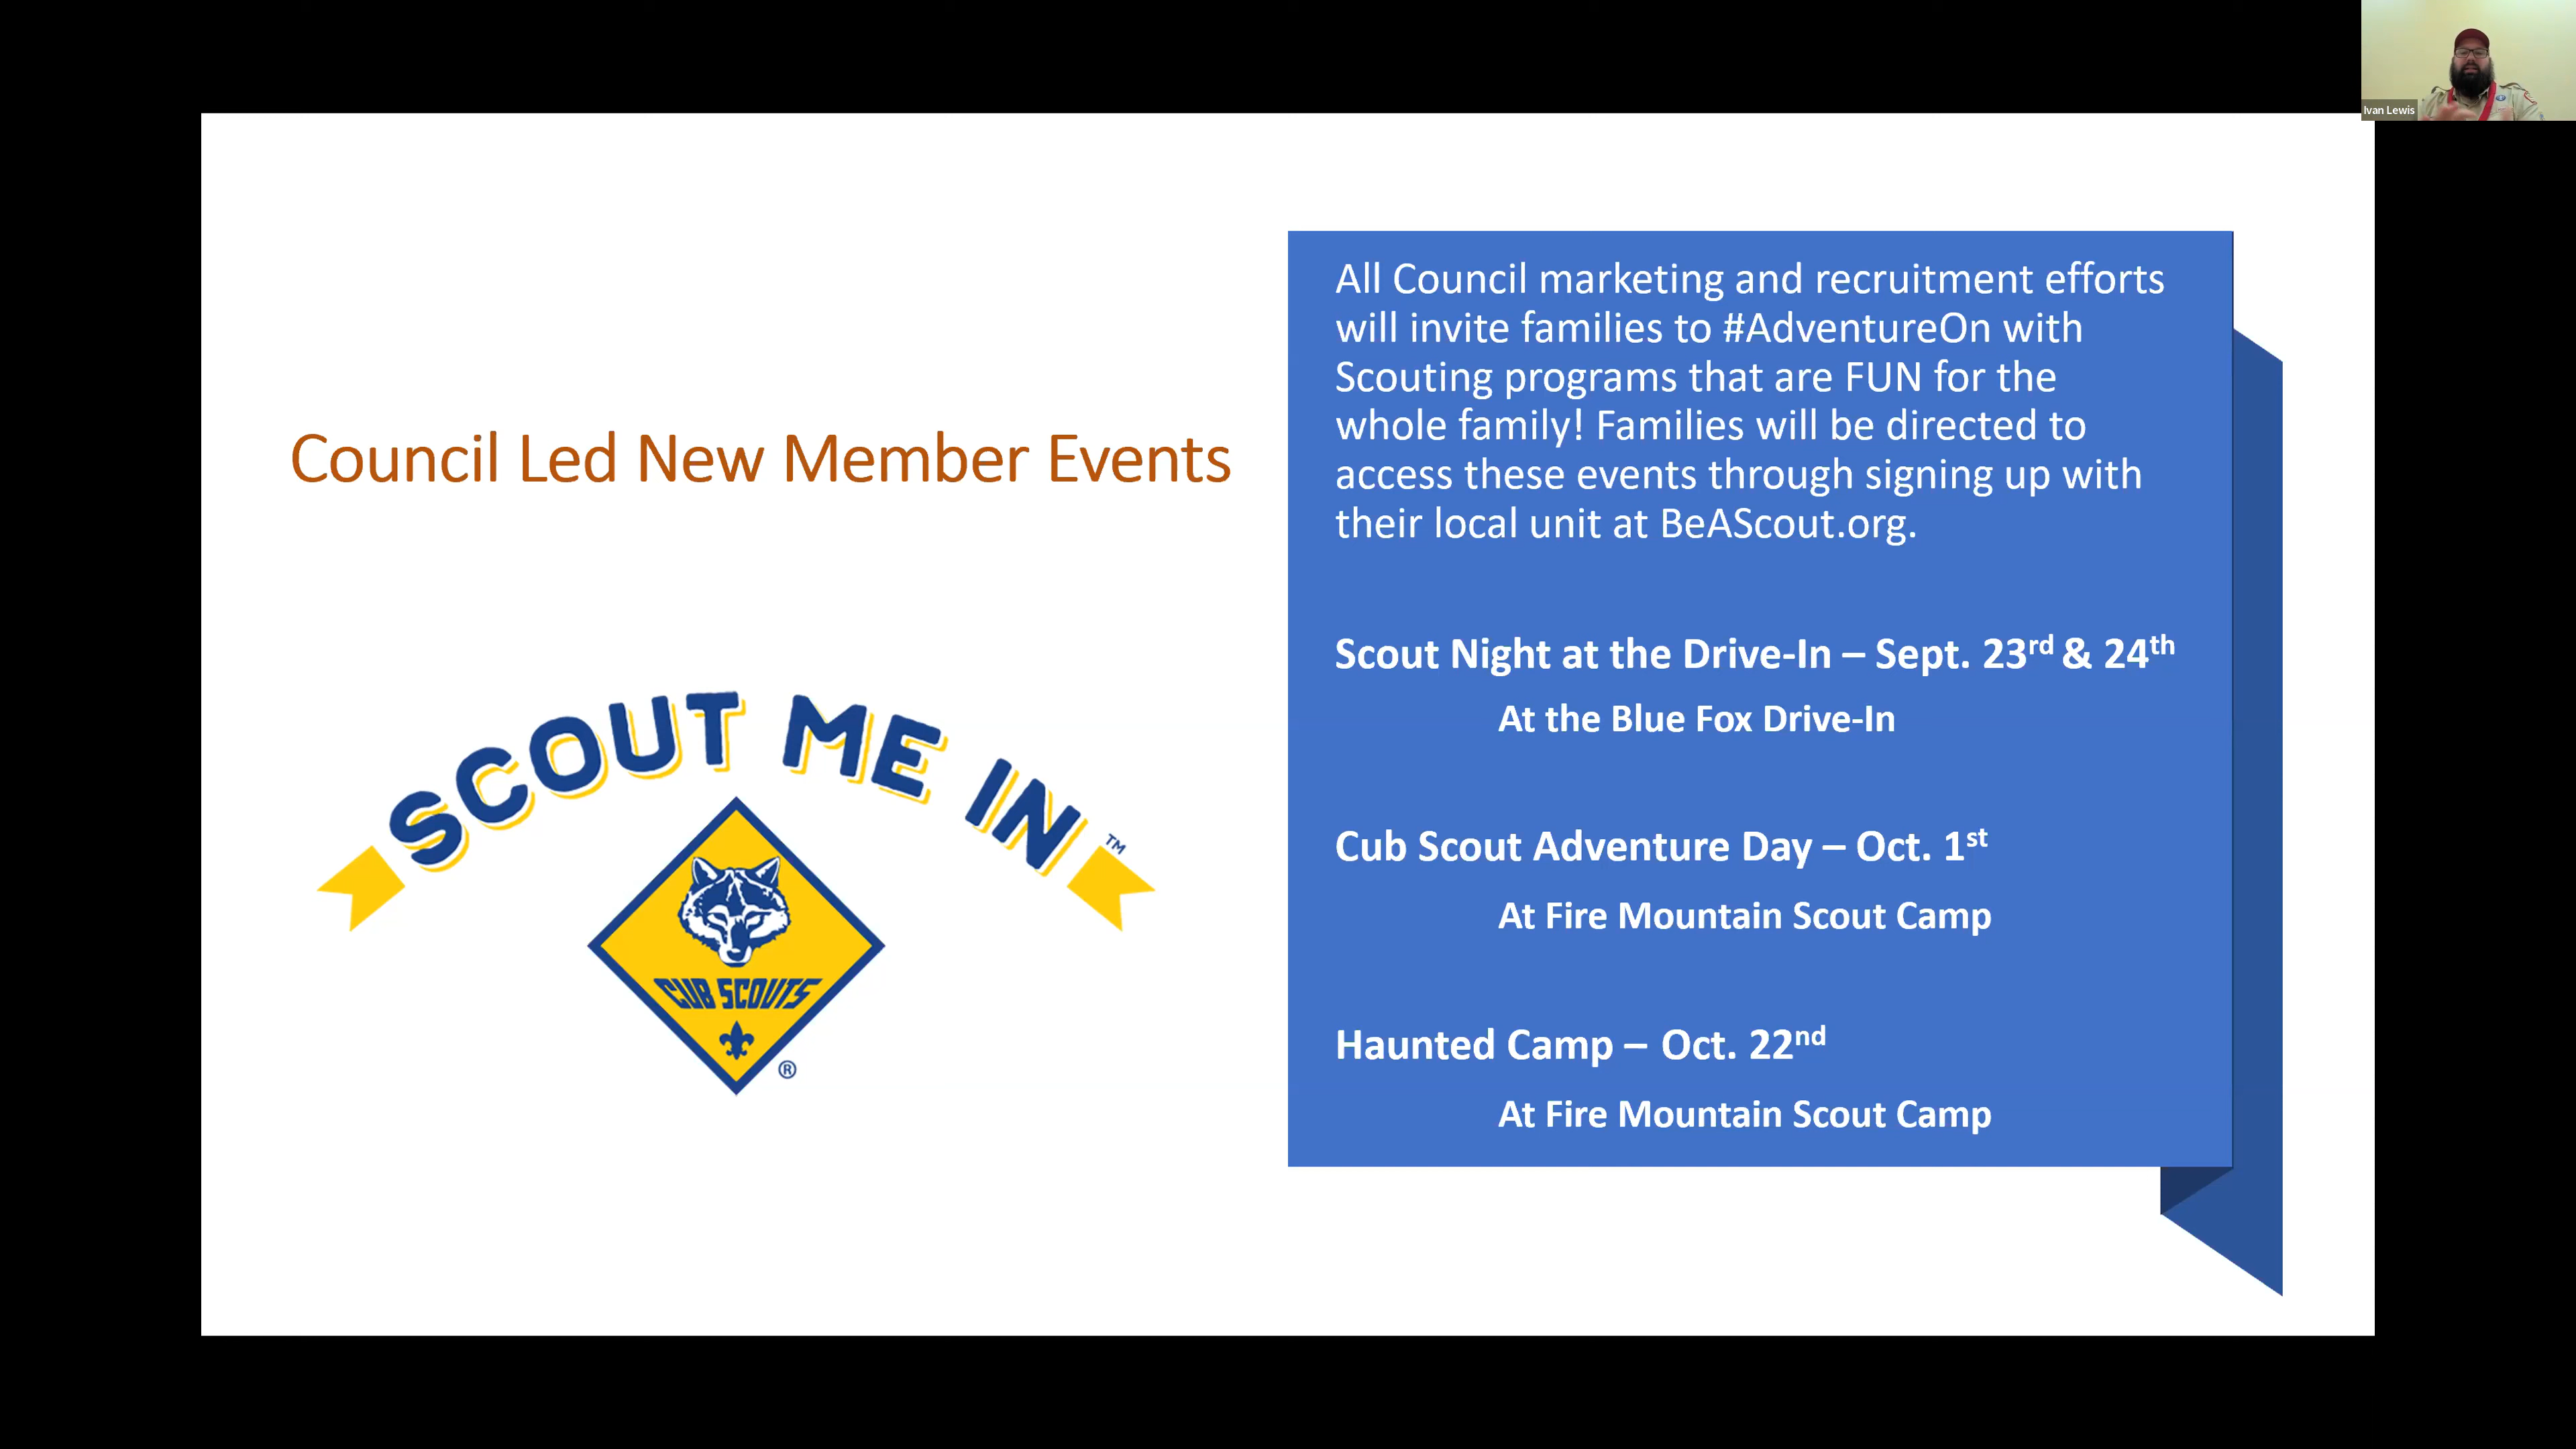 Ivan Lewis
Council Led New Member Events
SCOUT ME IN™
CUB SCOUTS
®
All Council marketing and recruitment efforts
will invite families to #AdventureOn with
Scouting programs that are FUN for the
whole family! Families will be directed to
access these events through signing up with
their local unit at BeAScout.org.
Scout Night at the Drive-In – Sept. 23rd & 24th
At the Blue Fox Drive-In
Cub Scout Adventure Day – Oct. 1st
At Fire Mountain Scout Camp
Haunted Camp – Oct. 22nd
At Fire Mountain Scout Camp